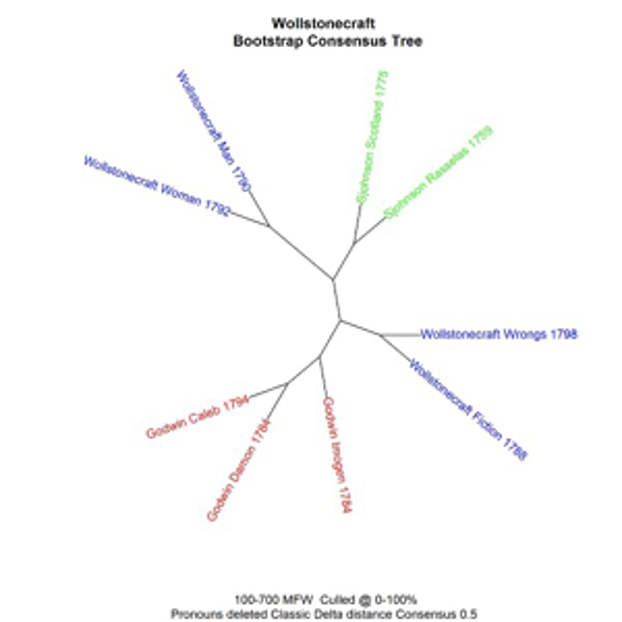 Wollstonecraft
Bootstrap Consensus Tree
Wollstonecraft Man 1790
Wollstonecraft Woman 1792
Sjohnson Scotland 1775
Sjohnson Rasselas 1759
Wollstonecraft Wrongs 1798
Wollstonecraft Fiction 1788
Godwin Caleb 1794
Godwin Damon 1784
Godwin Imogen 1784
100-700 MFW Culled @ 0-100%
Pronouns deleted Classic Delta distance Consensus 0.5